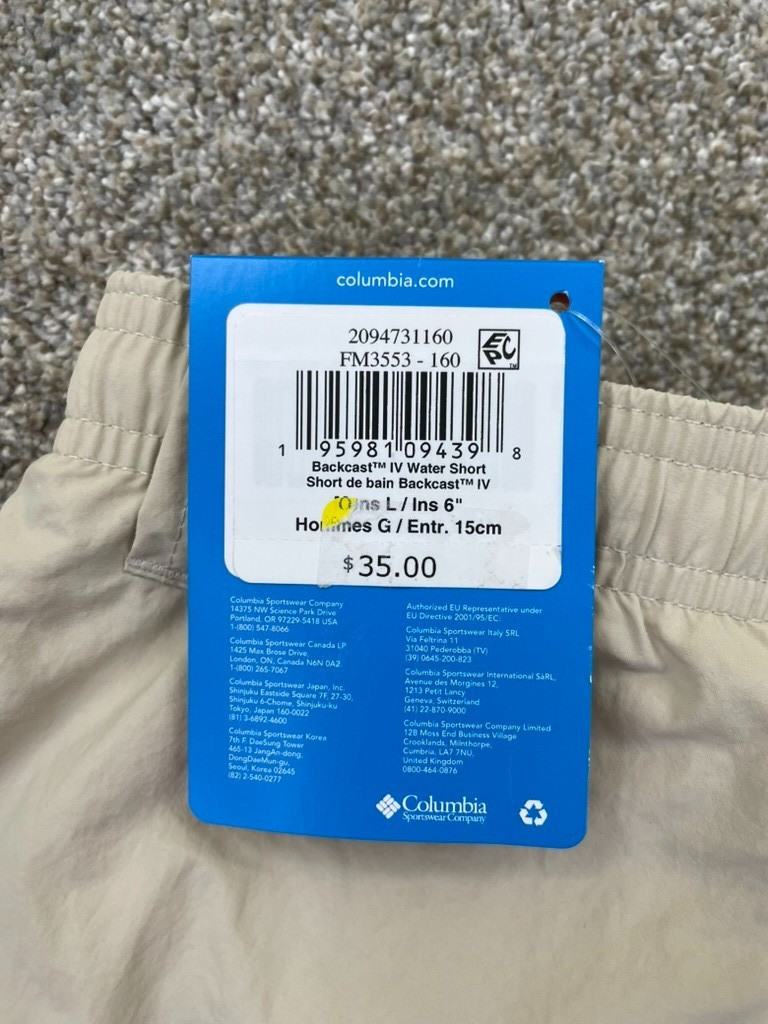 columbia.com
2094731160
FM3553 - 160
EPC
TM
1 95981 09439 8
Backcast™ IV Water Short
Short de bain Backcast™ IV
L / Ins 6"
Hommes G / Entr. 15cm
$35.00
Columbia Sportswear Company
14375 NW Science Park Drive
Portland, OR 97229-5418 USA
1-(800) 547-8066
Columbia Sportswear Canada LP
1425 Max Brose Drive,
London, ON, Canada N6N 0A2
1-(800) 265-7067
Columbia Sportswear Japan, Inc.
Shinjuku Eastside Square 7F, 27-30,
Shinjuku 6-Chome, Shinjuku-ku
Tokyo, Japan 160-0022
(81) 3-6892-4600
Columbia Sportswear Korea
7th F. DaeSung Tower
465-13 JangAn-dong,
DongDaeMun-gu,
Seoul, Korea 02645
(82) 2-540-0277
Authorized EU Representative under
EU Directive 2001/95/EC:
Columbia Sportswear Italy SRL
Via Feltrina 11
31040 Pederobba (TV)
(39) 0645-200-823
Columbia Sportswear International SàRL,
Avenue des Morgines 12,
1213 Petit Lancy
Geneva, Switzerland
(41) 22-870-9000
Columbia Sportswear Company Limited
12B Moss End Business Village
Crooklands, Milnthorpe,
Cumbria, LA7 7NU,
United Kingdom
0800-464-0876
Columbia
Sportswear Company